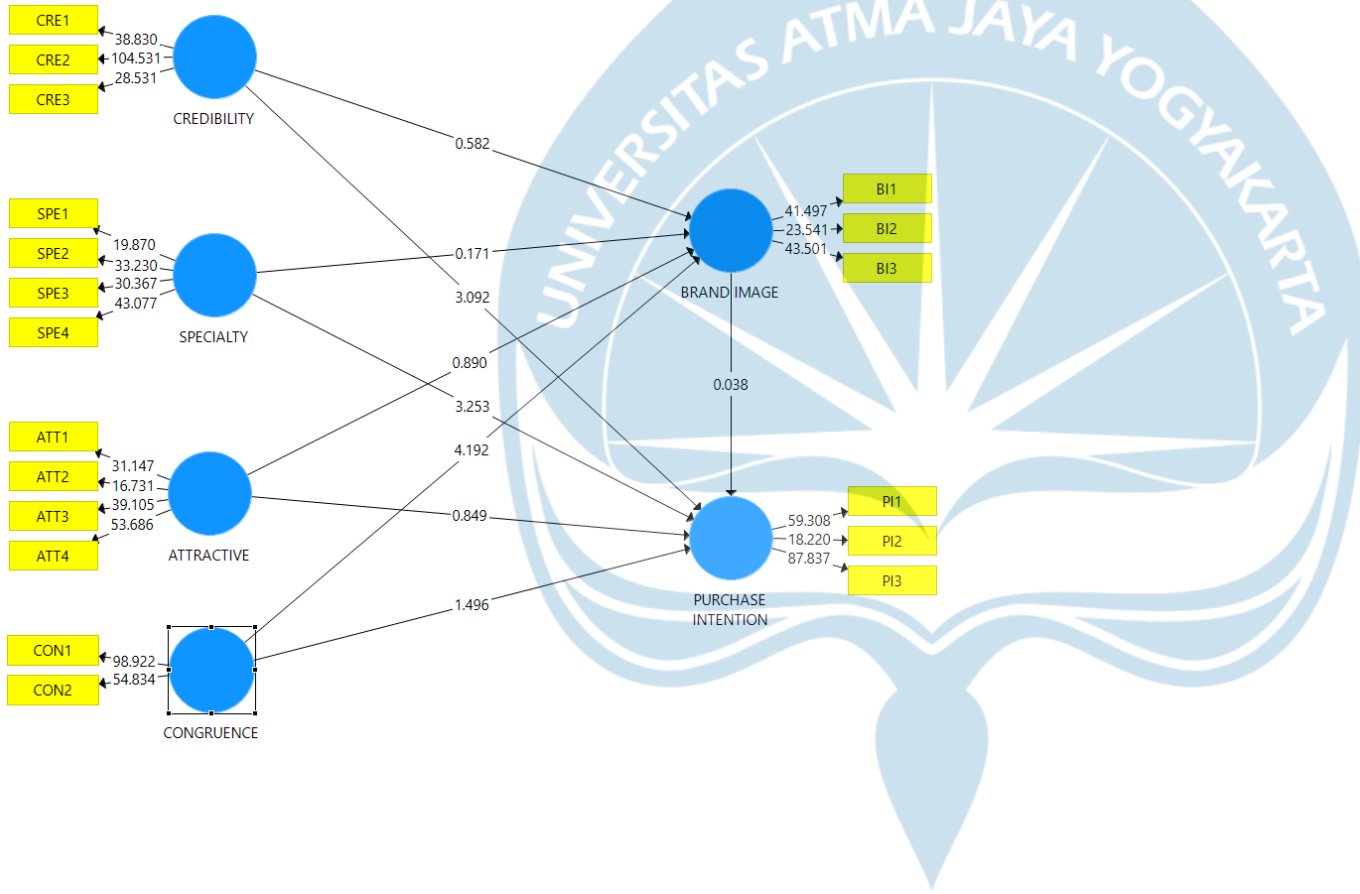 UNIVERSITAS ATMA JAYA YOGYAKARTA
CRE1
CRE2
CRE3
38.830
104.531
28.531
CREDIBILITY
0.582
SPE1
SPE2
SPE3
SPE4
19.870
33.230
30.367
43.077
SPECIALTY
0.171
3.092
BI1
BI2
BI3
41.497
23.541
43.501
BRAND IMAGE
0.890
0.038
3.253
4.192
ATT1
ATT2
ATT3
ATT4
31.147
16.731
39.105
53.686
ATTRACTIVE
0.849
PI1
PI2
PI3
59.308
18.220
87.837
PURCHASE
INTENTION
1.496
CON1
CON2
98.922
54.834
CONGRUENCE